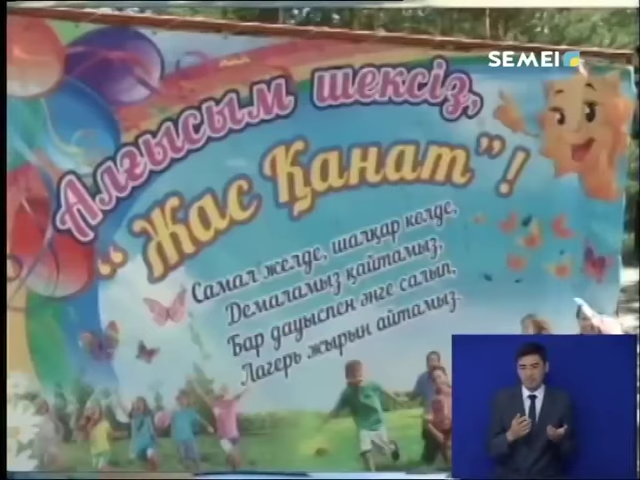 SEMEI
Алғысым шексіз,
"Жас Қанат"!
Самал желде, шалқар көлде,
Демаламыз қайтамыз,
Бар дауыспен әнге салып,
Лагерь жырын айтамыз.